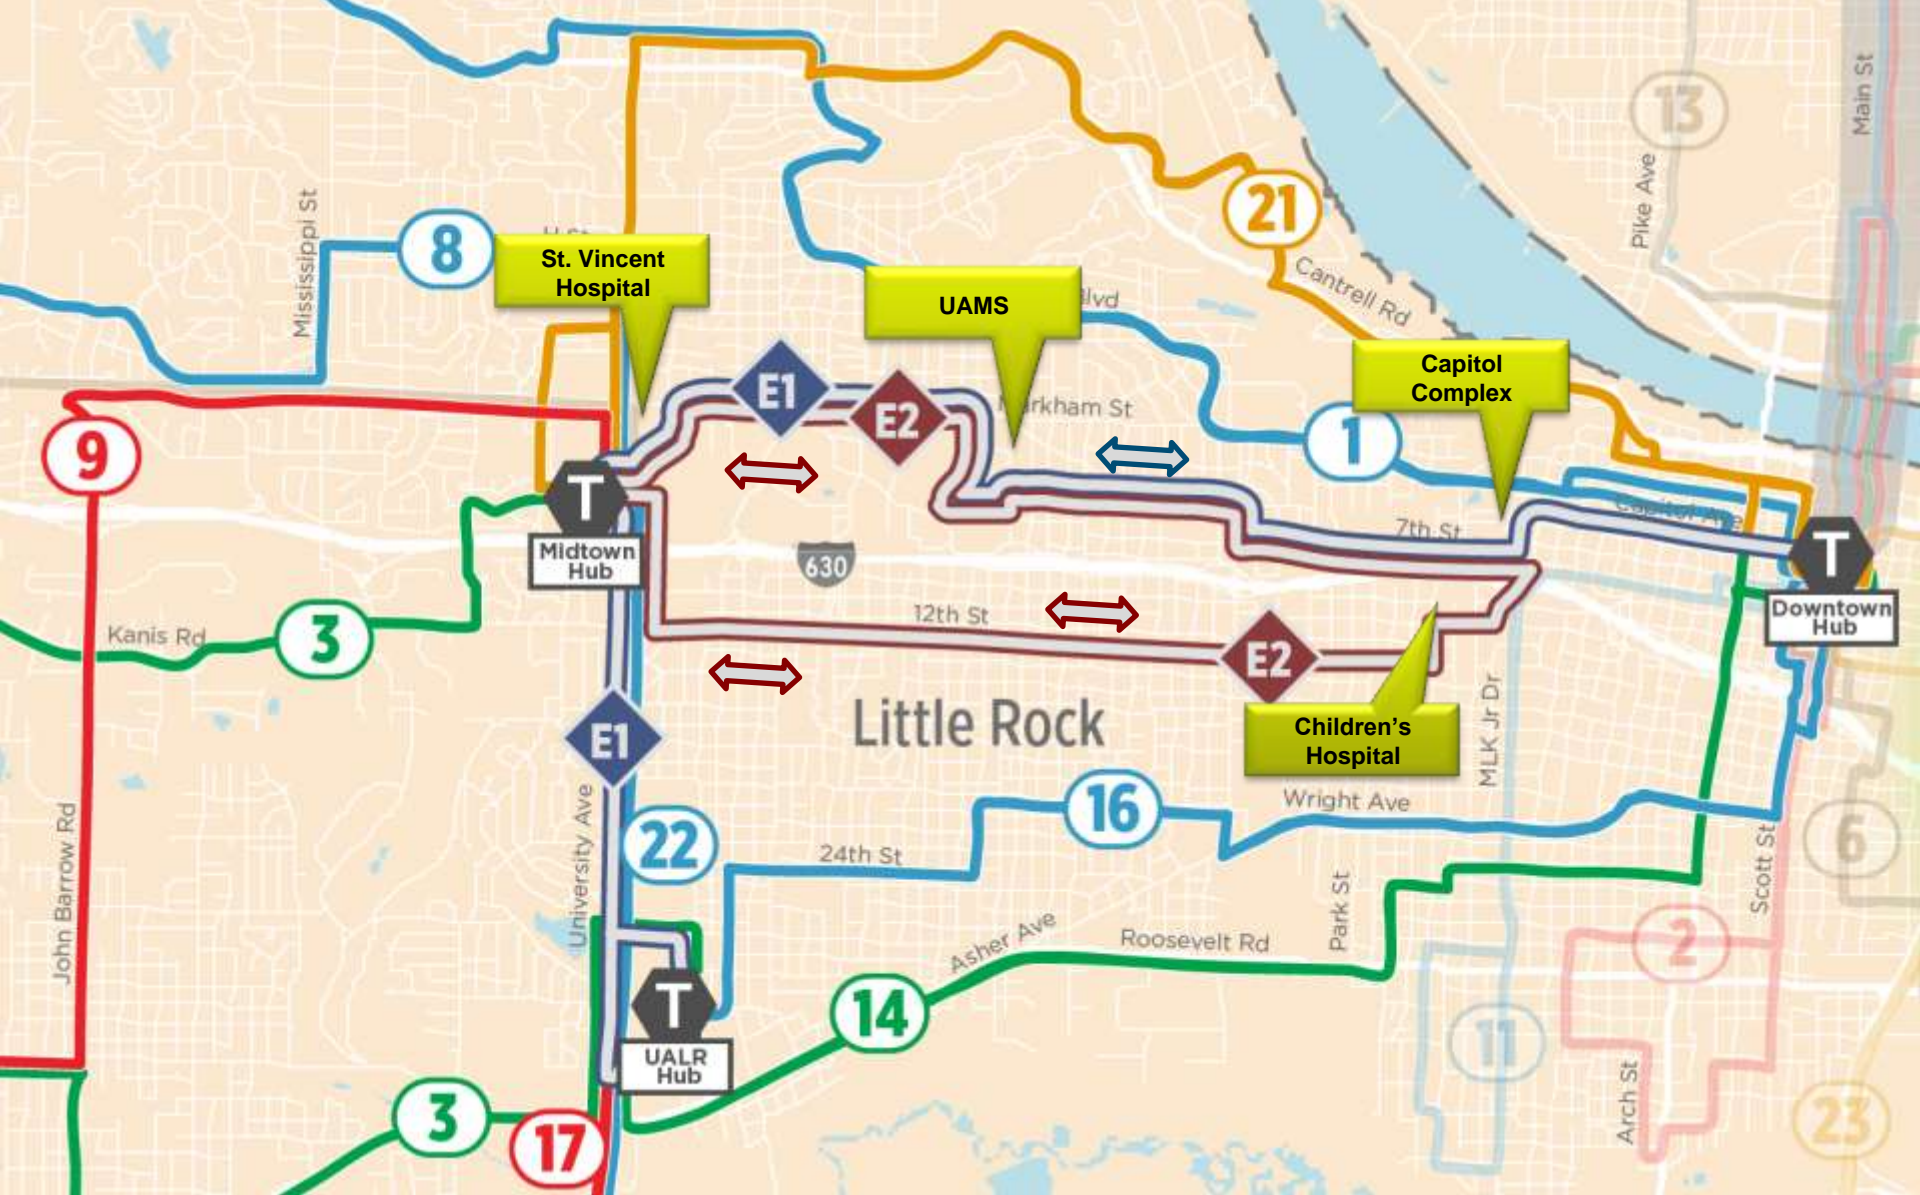 Main St
13
Pike Ave
Mississippi St
21
8
St. Vincent
Hospital
Cantrell Rd
UAMS
Blvd
Capitol
Complex
E1
E2
Markham St
9
1
T
Midtown
Hub
630
7th St
Capitol Ave
T
Downtown
Hub
12th St
Kanis Rd
3
E2
Little Rock
E1
Children's
Hospital
MLK Jr Dr
Wright Ave
16
22
24th St
University Ave
John Barrow Rd
6
Scott St
Park St
2
Asher Ave
Roosevelt Rd
T
UALR
Hub
14
11
Arch St
3
17
23